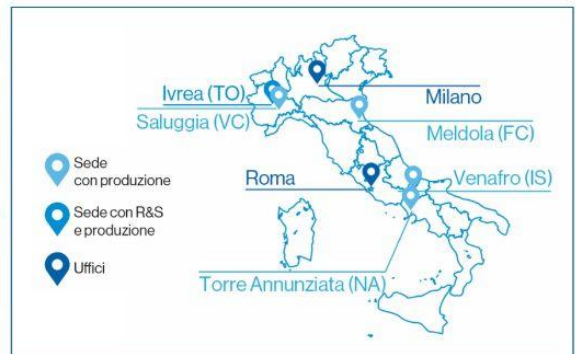 Ivrea (TO)
Saluggia (VC)
Milano
Meldola (FC)
Roma
Venafro (IS)
Torre Annunziata (NA)
Sede
con produzione
Sede con R&S
e produzione
Uffici